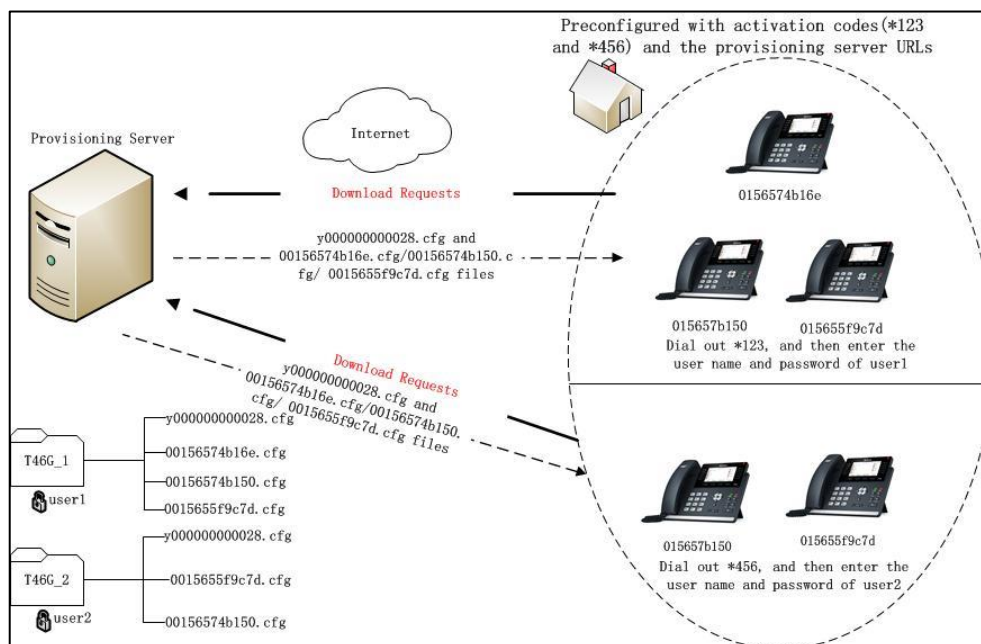 Preconfigured with activation codes(*123
and *456) and the provisioning server URLs
Provisioning Server
Internet
Download Requests
0156574b16e
y000000000028.cfg and
00156574b16e.cfg/00156574b150.c
fg/ 0015655f9c7d.cfg files
015657b150
015655f9c7d
Dial out *123, and then enter the
user name and password of user1
Download Requests
y000000000028.cfg and
00156574b16e.cfg/00156574b150.
cfg/ 0015655f9c7d.cfg files
T46G_1
user1
y000000000028.cfg
00156574b16e.cfg
00156574b150.cfg
0015655f9c7d.cfg
T46G_2
user2
y000000000028.cfg
0015655f9c7d.cfg
00156574b150.cfg
015657b150
015655f9c7d
Dial out *456, and then enter the
user name and password of user2